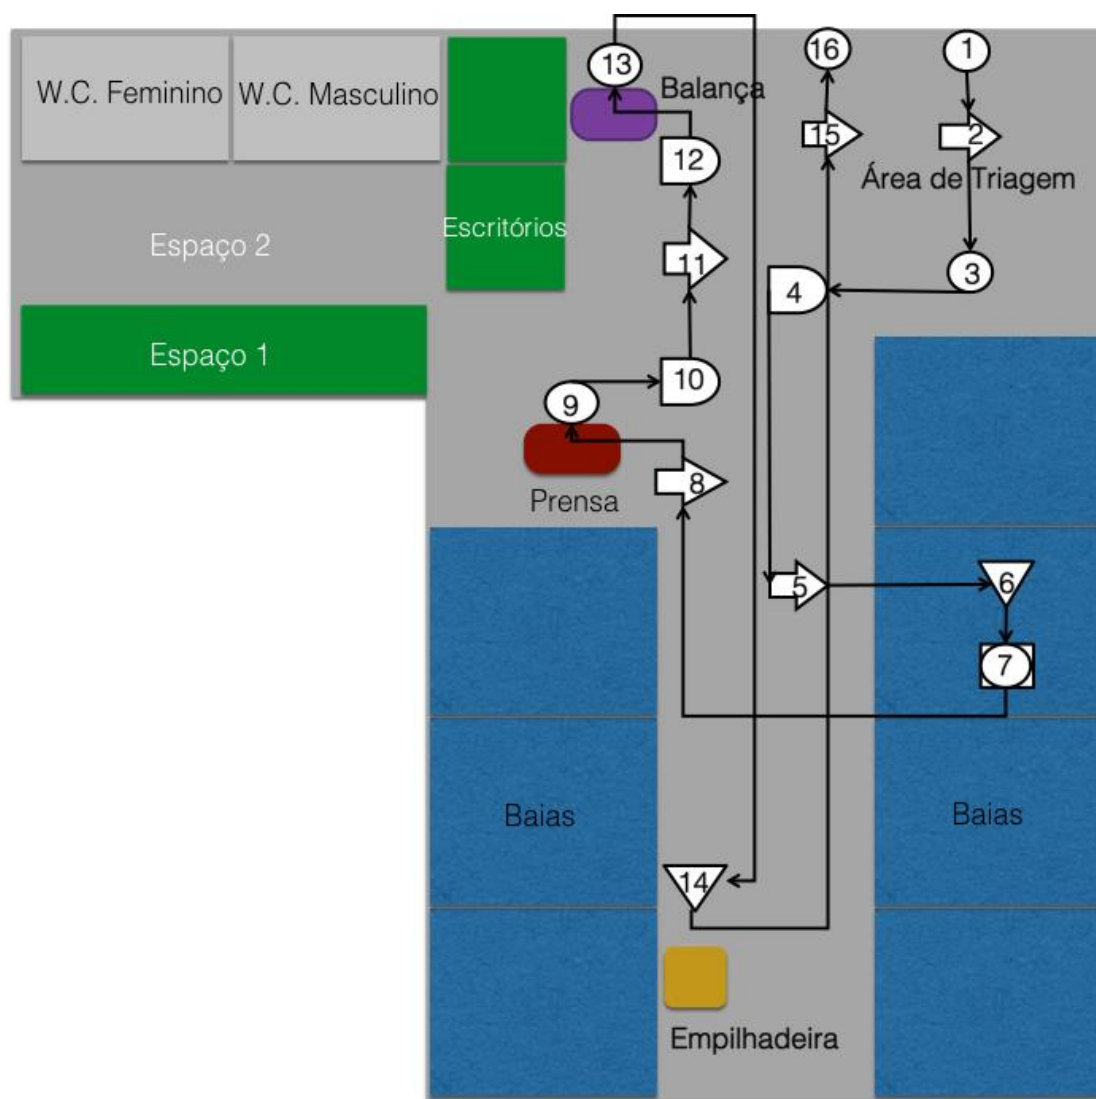 13
16
1
W.C. Feminino
W.C. Masculino
Balança
15
2
12
Área de Triagem
Escritórios
Espaço 2
11
3
4
Espaço 1
10
9
8
Prensa
5
6
7
Baias
Baias
14
Empilhadeira